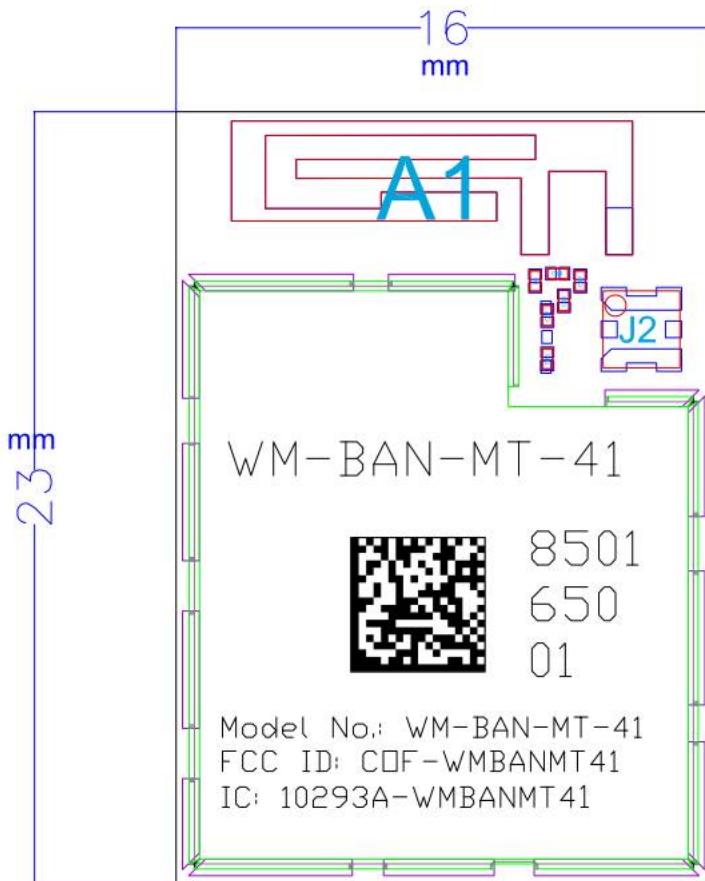 16
mm
A1
J2
mm
23
WM-BAN-MT-41
8501
650
01
Model No.: WM-BAN-MT-41
FCC ID: COF-WMBANMT41
IC: 10293A-WMBANMT41